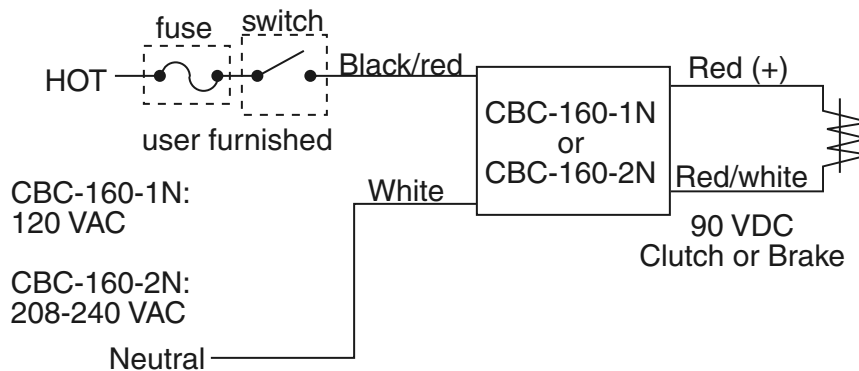 fuse
switch
HOT
Black/red
Red (+)
user furnished
CBC-160-1N
or
CBC-160-2N
CBC-160-1N:
120 VAC
White
Red/white
90 VDC
Clutch or Brake
CBC-160-2N:
208-240 VAC
Neutral